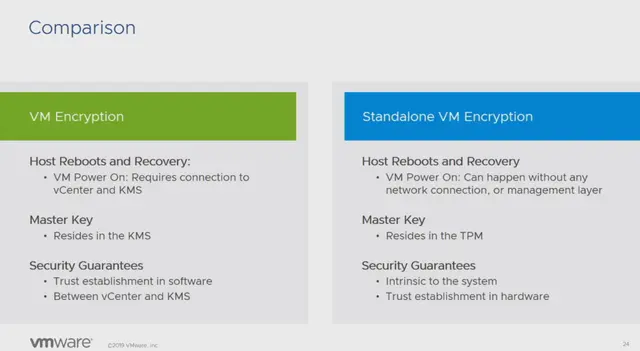 Comparison
VM Encryption
Host Reboots and Recovery:
• VM Power On: Requires connection to
vCenter and KMS
Master Key
• Resides in the KMS
Security Guarantees
• Trust establishment in software
• Between vCenter and KMS
Standalone VM Encryption
Host Reboots and Recovery
• VM Power On: Can happen without any
network connection, or management layer
Master Key
• Resides in the TPM
Security Guarantees
• Intrinsic to the system
• Trust establishment in hardware
vmware®
©2019 VMware, Inc.
24